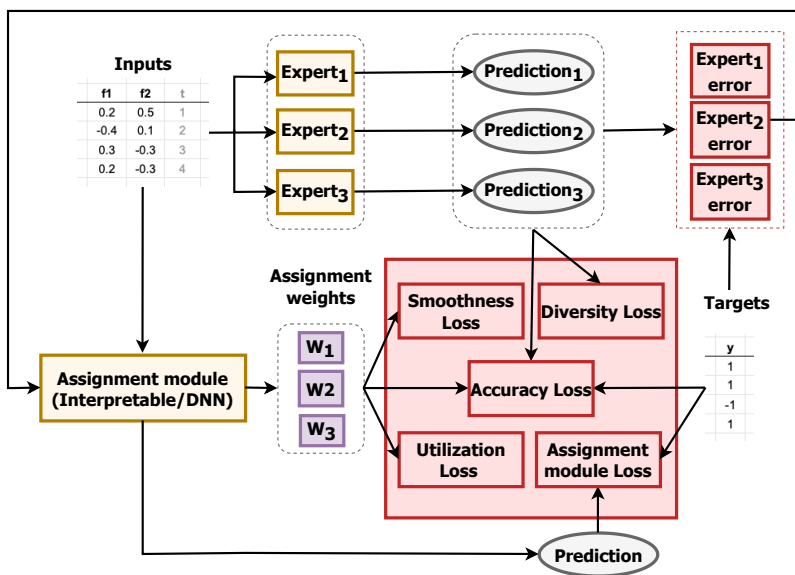 Inputs
f1 f2 t
0.2 0.5 1
-0.4 0.1 2
0.3 -0.3 3
0.2 -0.3 4
Expert1
Expert2
Expert3
Prediction1
Prediction2
Prediction3
Expert1
error
Expert2
error
Expert3
error
Assignment
weights
W1
W2
W3
Smoothness
Loss
Diversity Loss
Accuracy Loss
Utilization
Loss
Assignment
module Loss
Targets
y
1
1
-1
1
Assignment module
(Interpretable/DNN)
Prediction